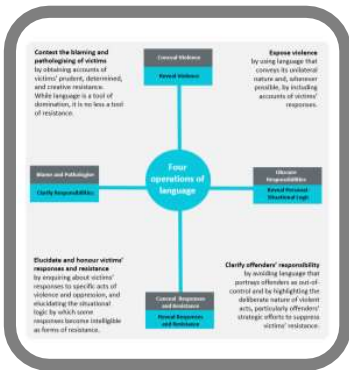 Contest the blaming and
pathologising of victims
by obtaining accounts of
victims' prudent, determined,
and creative resistance.
While language is a tool of
domination, it is no less a tool
of resistance.
Conceal Violence
Reveal Violence
Expose violence
by using language that
conveys its unilateral
nature and, wherever
possible, by including
accounts of victims'
responses.
Blame and Pathologise
Clarify Responsibilities
Four
operations of
language
Obscure
Responsibilities
Reveal Personal-
Situational Logic
Elucidate and honour victims'
responses and resistance
by enquiring about victims'
responses to specific acts of
violence and oppression, and
elucidating the situational
logic by which some
responses become intelligible
as forms of resistance.
Conceal Responses
and Resistance
Reveal Responses
and Resistance
Clarify offenders' responsibility
by avoiding language that
portrays offenders as out-of-
control and by highlighting the
deliberate nature of violent
acts, particularly offenders'
strategic efforts to suppress
victims' resistance.